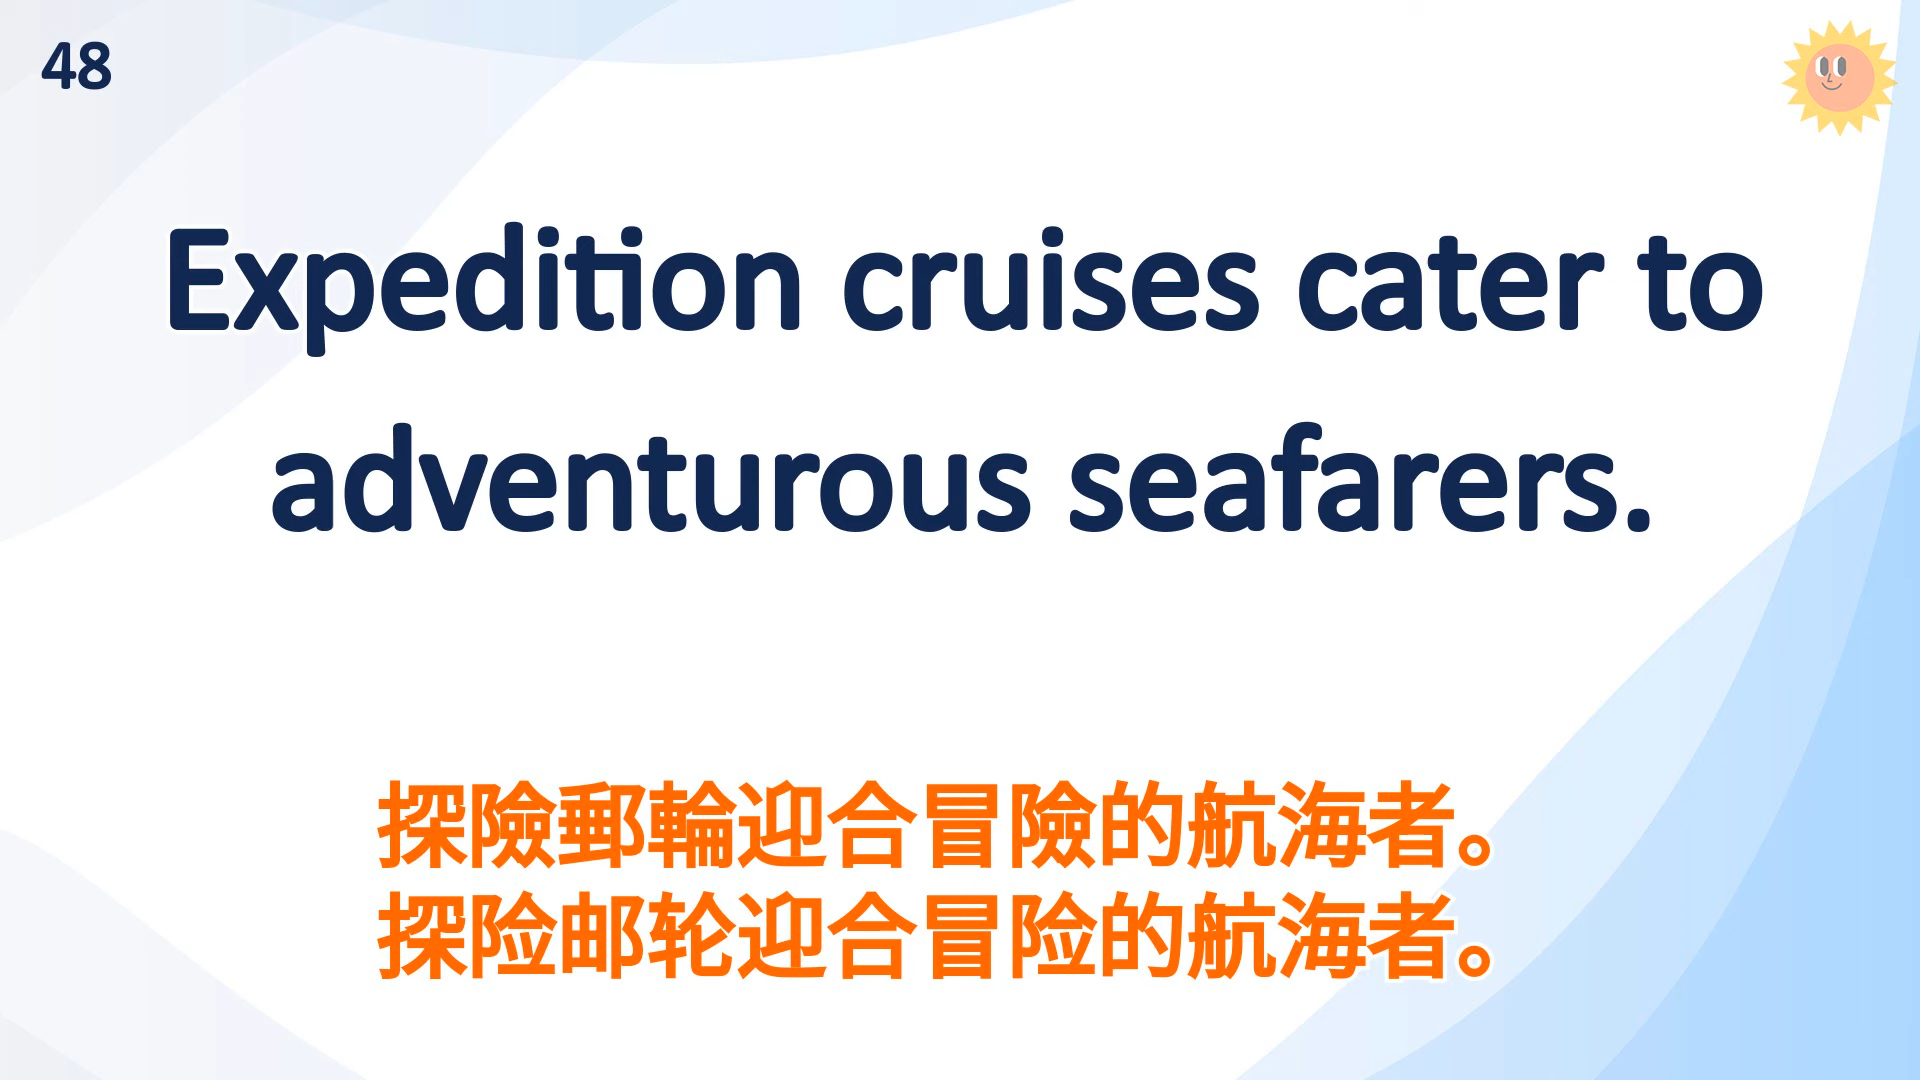 48
Expedition cruises cater to
adventurous seafarers.
探險郵輪迎合冒險的航海者。
探险邮轮迎合冒险的航海者。